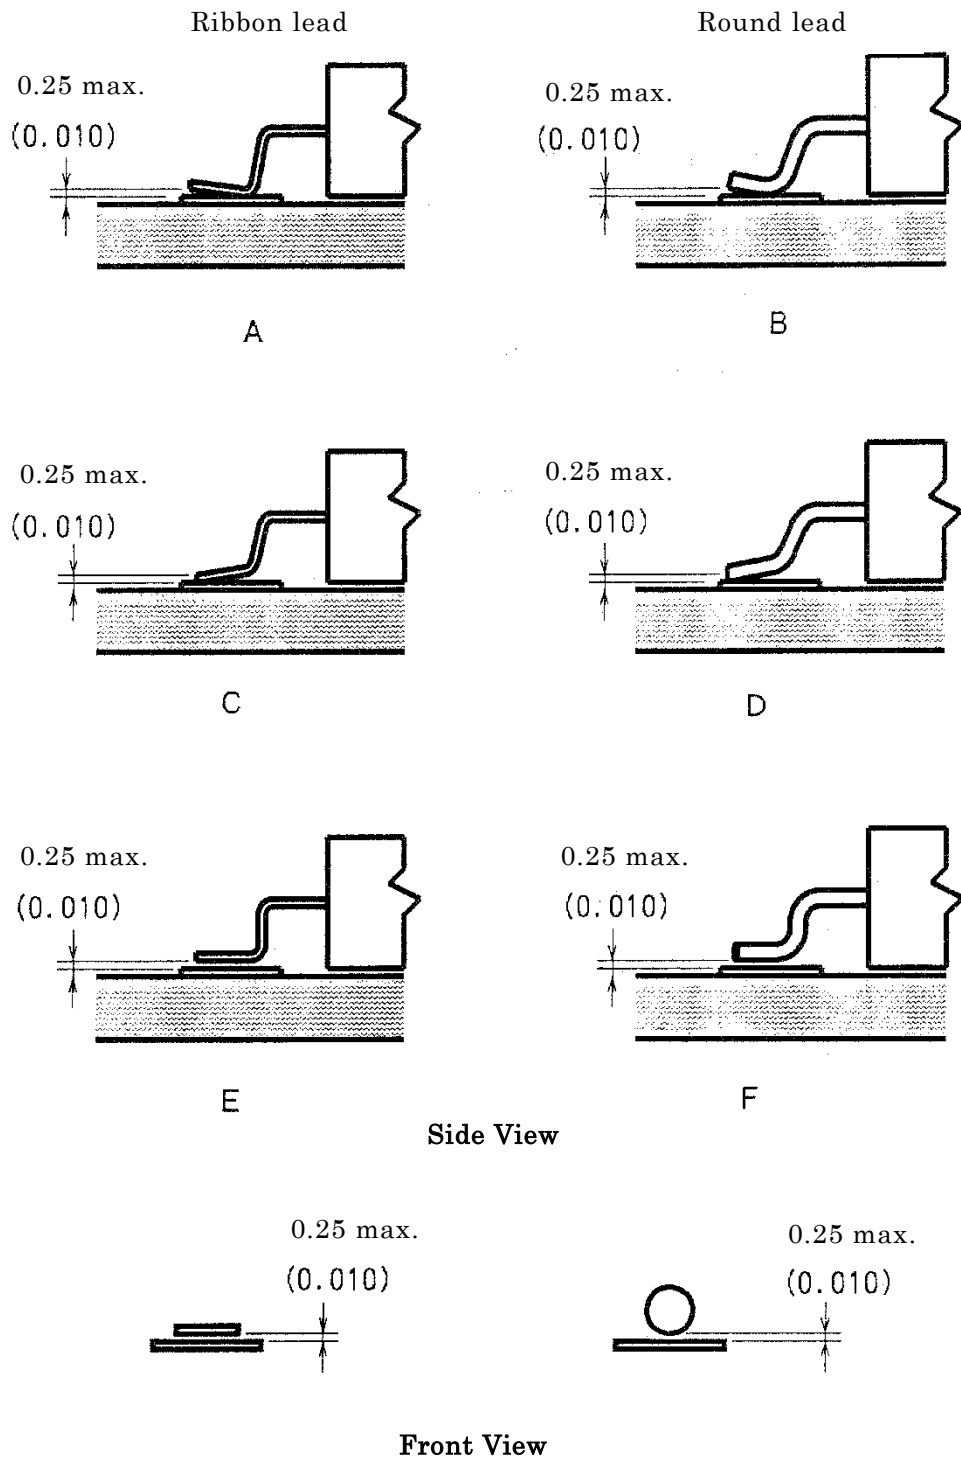 Ribbon lead
Round lead
0.25 max.
(0.010)
0.25 max.
(0.010)
A
B
0.25 max.
(0.010)
0.25 max.
(0.010)
C
D
0.25 max.
(0.010)
0.25 max.
(0.010)
E
F
Side View
0.25 max.
(0.010)
0.25 max.
(0.010)
Front View